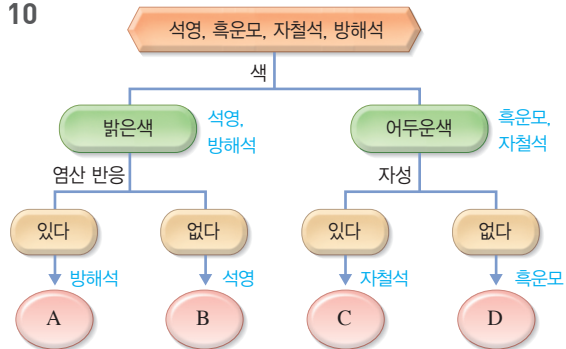 10
석영, 흑운모, 자철석, 방해석
색
밝은색
석영,
방해석
어두운색
흑운모,
자철석
염산 반응
자성
있다
없다
있다
없다
방해석
석영
자철석
흑운모
A
B
C
D